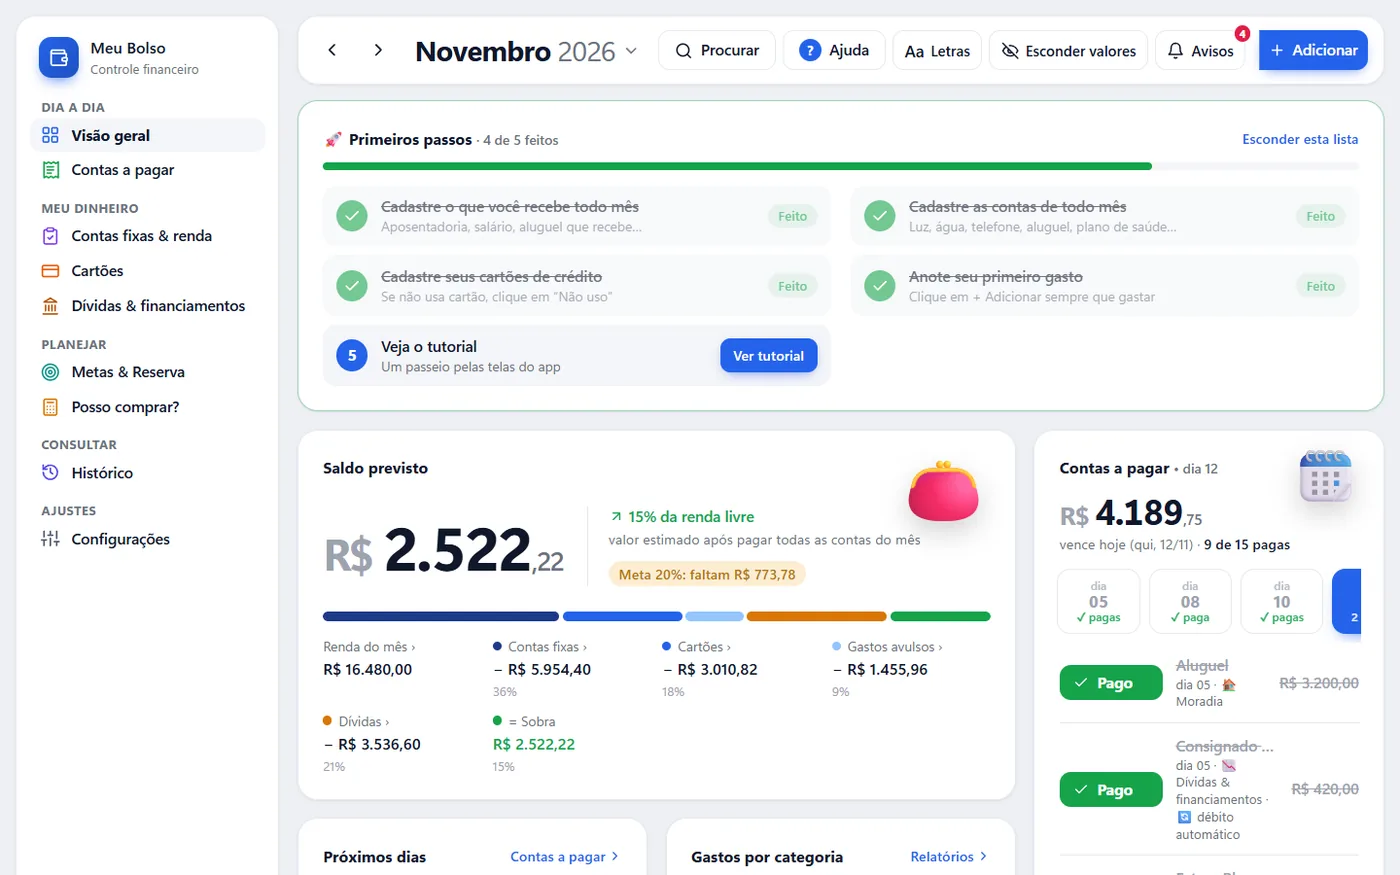 Meu Bolso
Controle financeiro
DIA A DIA
Visão geral
Contas a pagar
MEU DINHEIRO
Contas fixas & renda
Cartões
Dívidas & financiamentos
PLANEJAR
Metas & Reserva
Posso comprar?
CONSULTAR
Histórico
AJUSTES
Configurações
Novembro 2026
Procurar
? Ajuda
Aa Letras
Esconder valores
Avisos
4
+ Adicionar
Primeiros passos · 4 de 5 feitos
Esconder esta lista
Cadastre o que você recebe todo mês
Aposentadoria, salário, aluguel que recebe...
Feito
Cadastre as contas de todo mês
Luz, água, telefone, aluguel, plano de saúde...
Feito
Cadastre seus cartões de crédito
Se não usa cartão, clique em "Não uso"
Feito
Anote seu primeiro gasto
Clique em + Adicionar sempre que gastar
Feito
5
Veja o tutorial
Um passeio pelas telas do app
Ver tutorial
Saldo previsto
R$ 2.522,22
↗ 15% da renda livre
valor estimado após pagar todas as contas do mês
Meta 20%: faltam R$ 773,78
Renda do mês ›
R$ 16.480,00
Contas fixas ›
− R$ 5.954,40
36%
Cartões ›
− R$ 3.010,82
18%
Gastos avulsos ›
− R$ 1.455,96
9%
Dívidas ›
− R$ 3.536,60
21%
= Sobra
R$ 2.522,22
15%
Contas a pagar • dia 12
R$ 4.189,75
vence hoje (qui, 12/11) · 9 de 15 pagas
dia
05
✓ pagas
dia
08
✓ paga
dia
10
✓ pagas
2
✓ Pago
Aluguel
dia 05 · 🏠
Moradia
R$ 3.200,00
✓ Pago
Consignado ...
dia 05 · 📉
Dívidas &
financiamentos ·
🔄 débito
automático
R$ 420,00
Próximos dias
Contas a pagar ›
Gastos por categoria
Relatórios ›